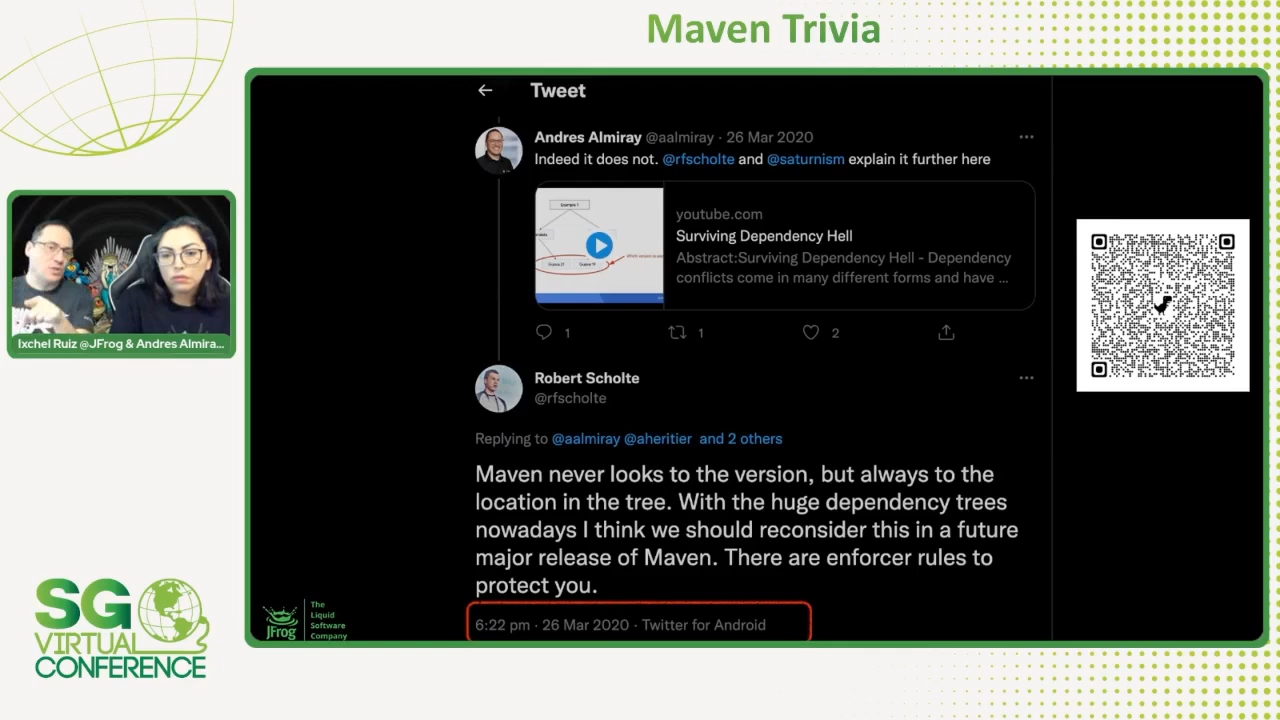 Maven Trivia
Tweet
Andres Almiray @aalmiray · 26 Mar 2020
Indeed it does not. @rfscholte and @saturnism explain it further here
Example 1
youtube.com
Surviving Dependency Hell
Abstract:Surviving Dependency Hell - Dependency
conflicts come in many different forms and have ...
1
1
2
Robert Scholte
@rfscholte
Replying to @aalmiray @aheritier and 2 others
Maven never looks to the version, but always to the
location in the tree. With the huge dependency trees
nowadays I think we should reconsider this in a future
major release of Maven. There are enforcer rules to
protect you.
6:22 pm · 26 Mar 2020 · Twitter for Android
Ixchel Ruiz @JFrog & Andres Almira...
JFrog
The
Liquid
Software
Company
SG
VIRTUAL
CONFERENCE